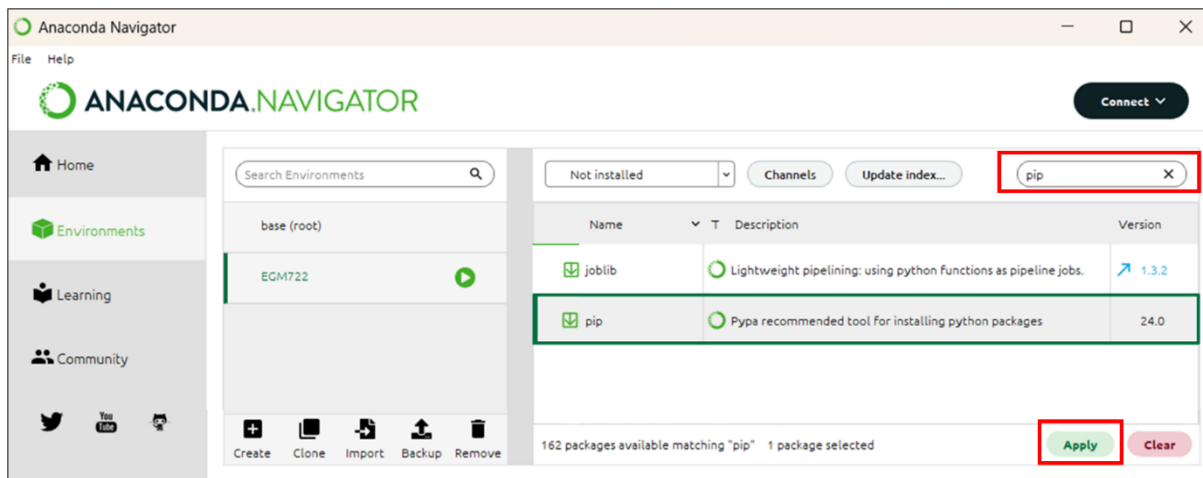 Anaconda Navigator
File Help
ANACONDA.NAVIGATOR
Connect
Home
Environments
Learning
Community
You
Tube
Search Environments
base (root)
EGM722
Create Clone Import Backup Remove
Not installed Channels Update index... pip
Name T Description Version
joblib Lightweight pipelining: using python functions as pipeline jobs. 1.3.2
pip Pypa recommended tool for installing python packages 24.0
162 packages available matching "pip" 1 package selected Apply Clear